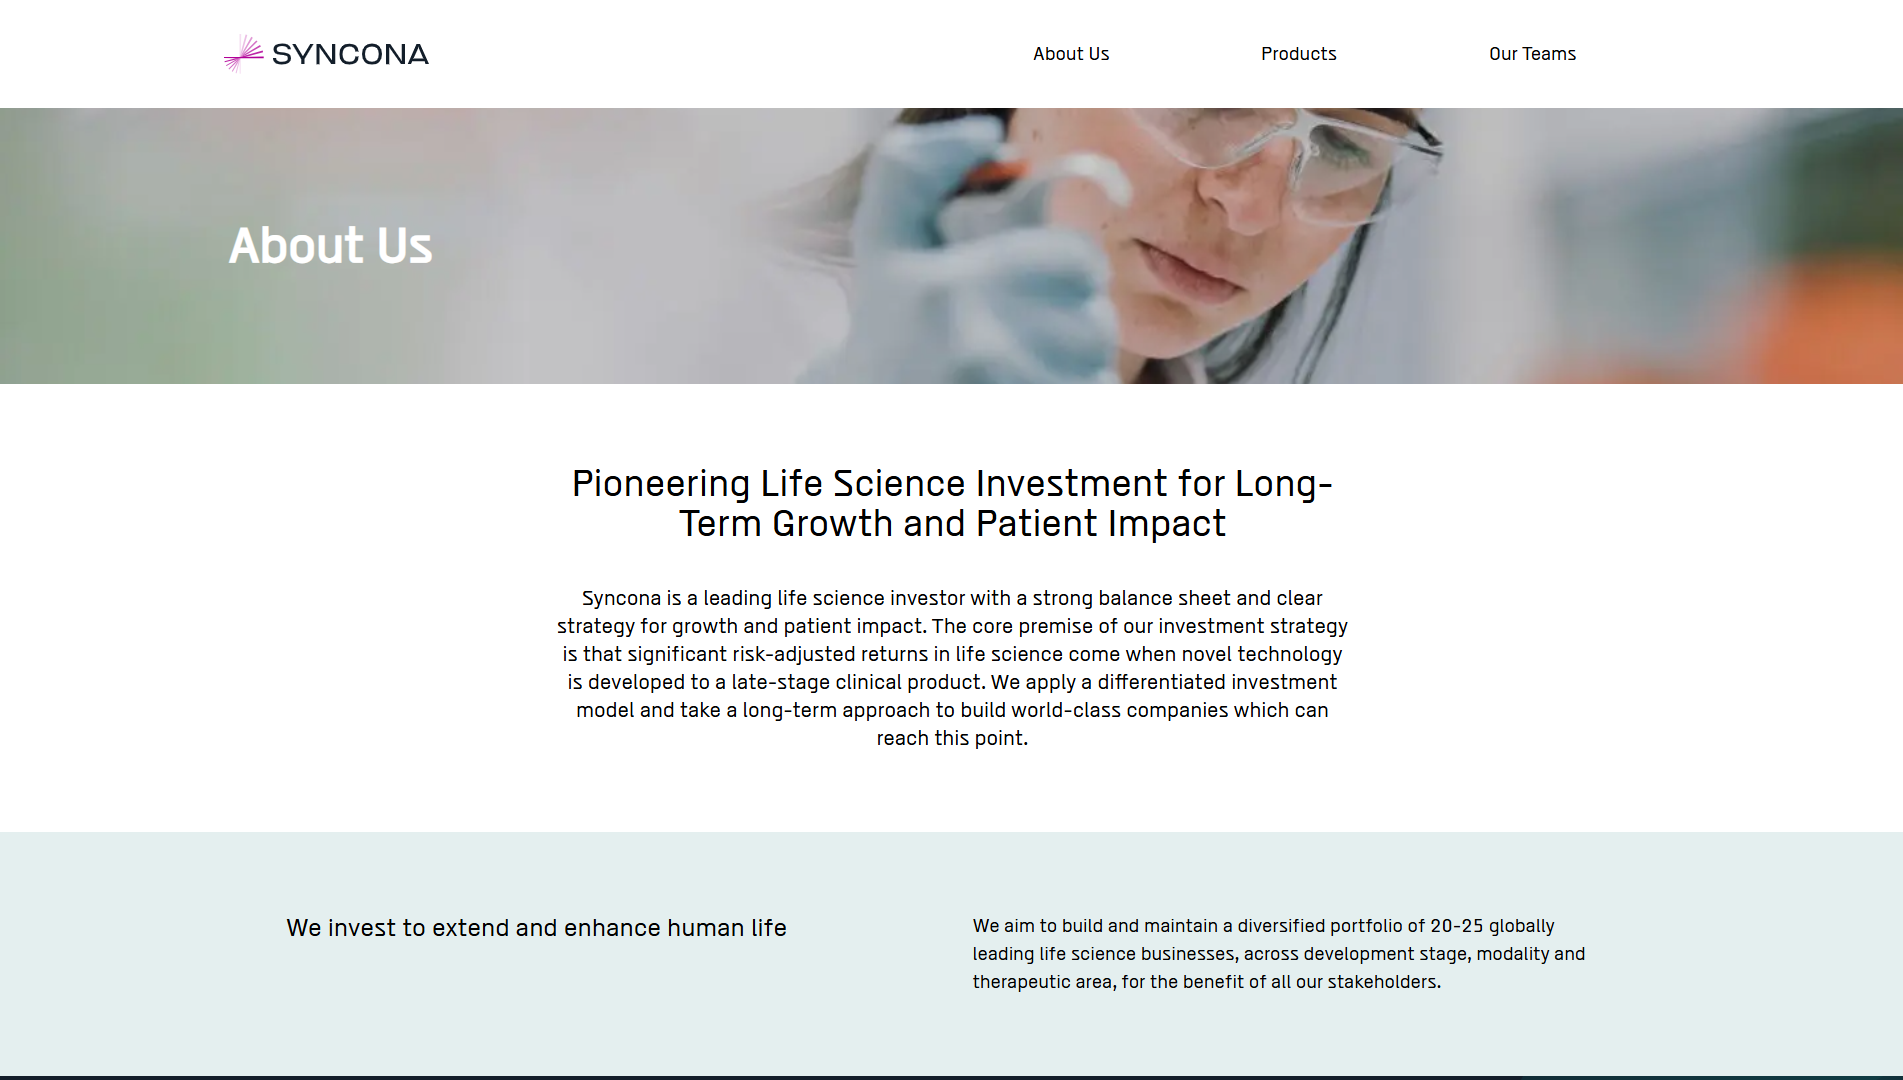 SYNCONA
About Us
Products
Our Teams
About Us
Pioneering Life Science Investment for Long-
Term Growth and Patient Impact
Syncona is a leading life science investor with a strong balance sheet and clear
strategy for growth and patient impact. The core premise of our investment strategy
is that significant risk-adjusted returns in life science come when novel technology
is developed to a late-stage clinical product. We apply a differentiated investment
model and take a long-term approach to build world-class companies which can
reach this point.
We invest to extend and enhance human life
We aim to build and maintain a diversified portfolio of 20-25 globally
leading life science businesses, across development stage, modality and
therapeutic area, for the benefit of all our stakeholders.